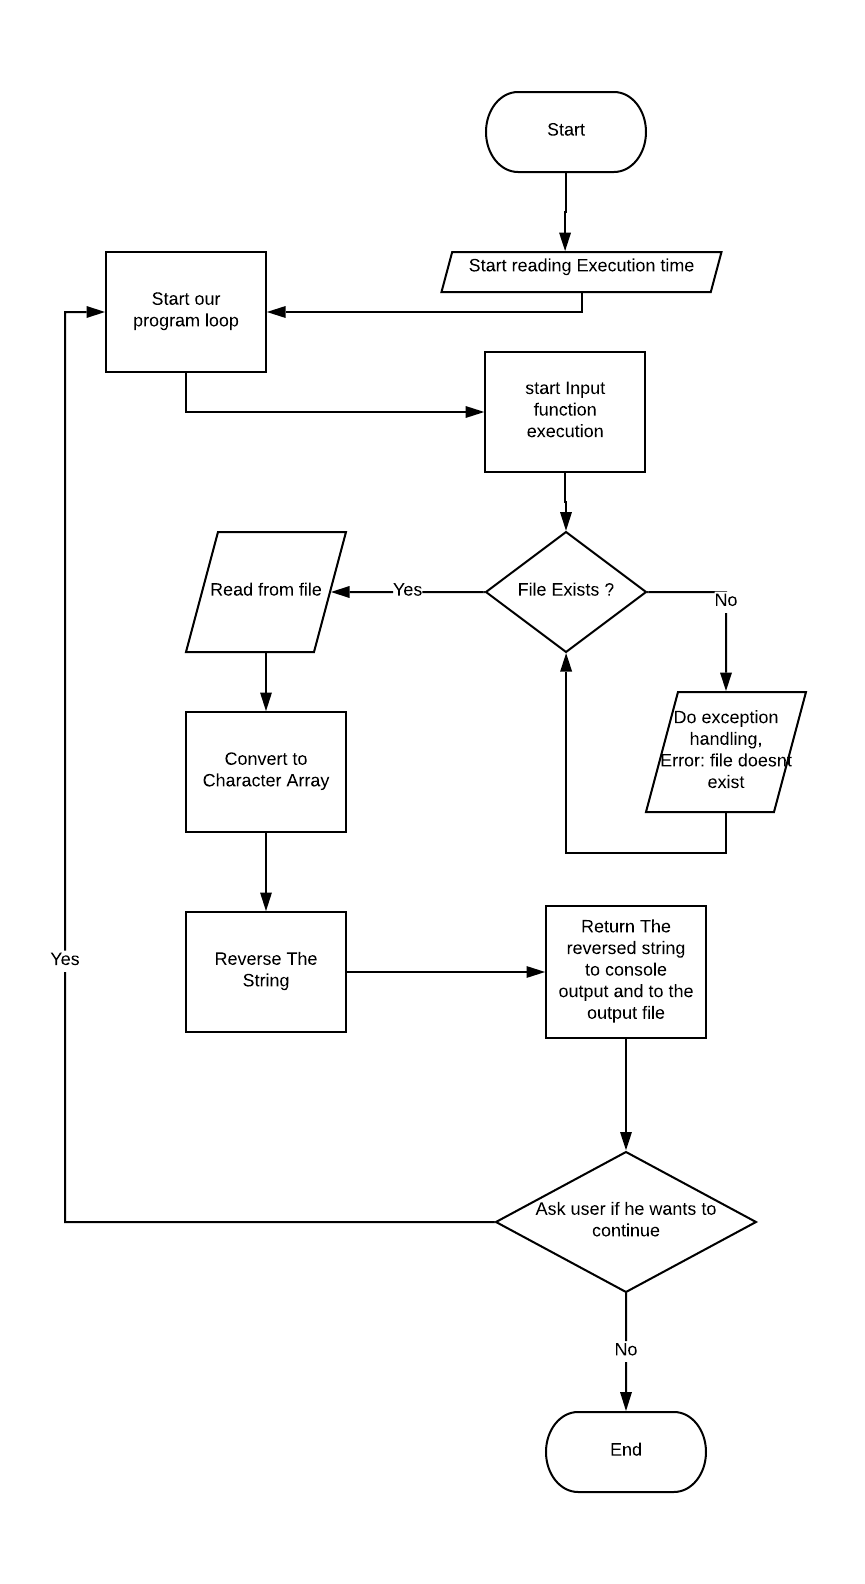 Start
Start reading Execution time
Start our
program loop
start Input
function
execution
File Exists ?
Yes
No
Read from file
Do exception
handling,
Error: file doesnt
exist
Convert to
Character Array
Reverse The
String
Return The
reversed string
to console
output and to the
output file
Yes
Ask user if he wants to
continue
No
End